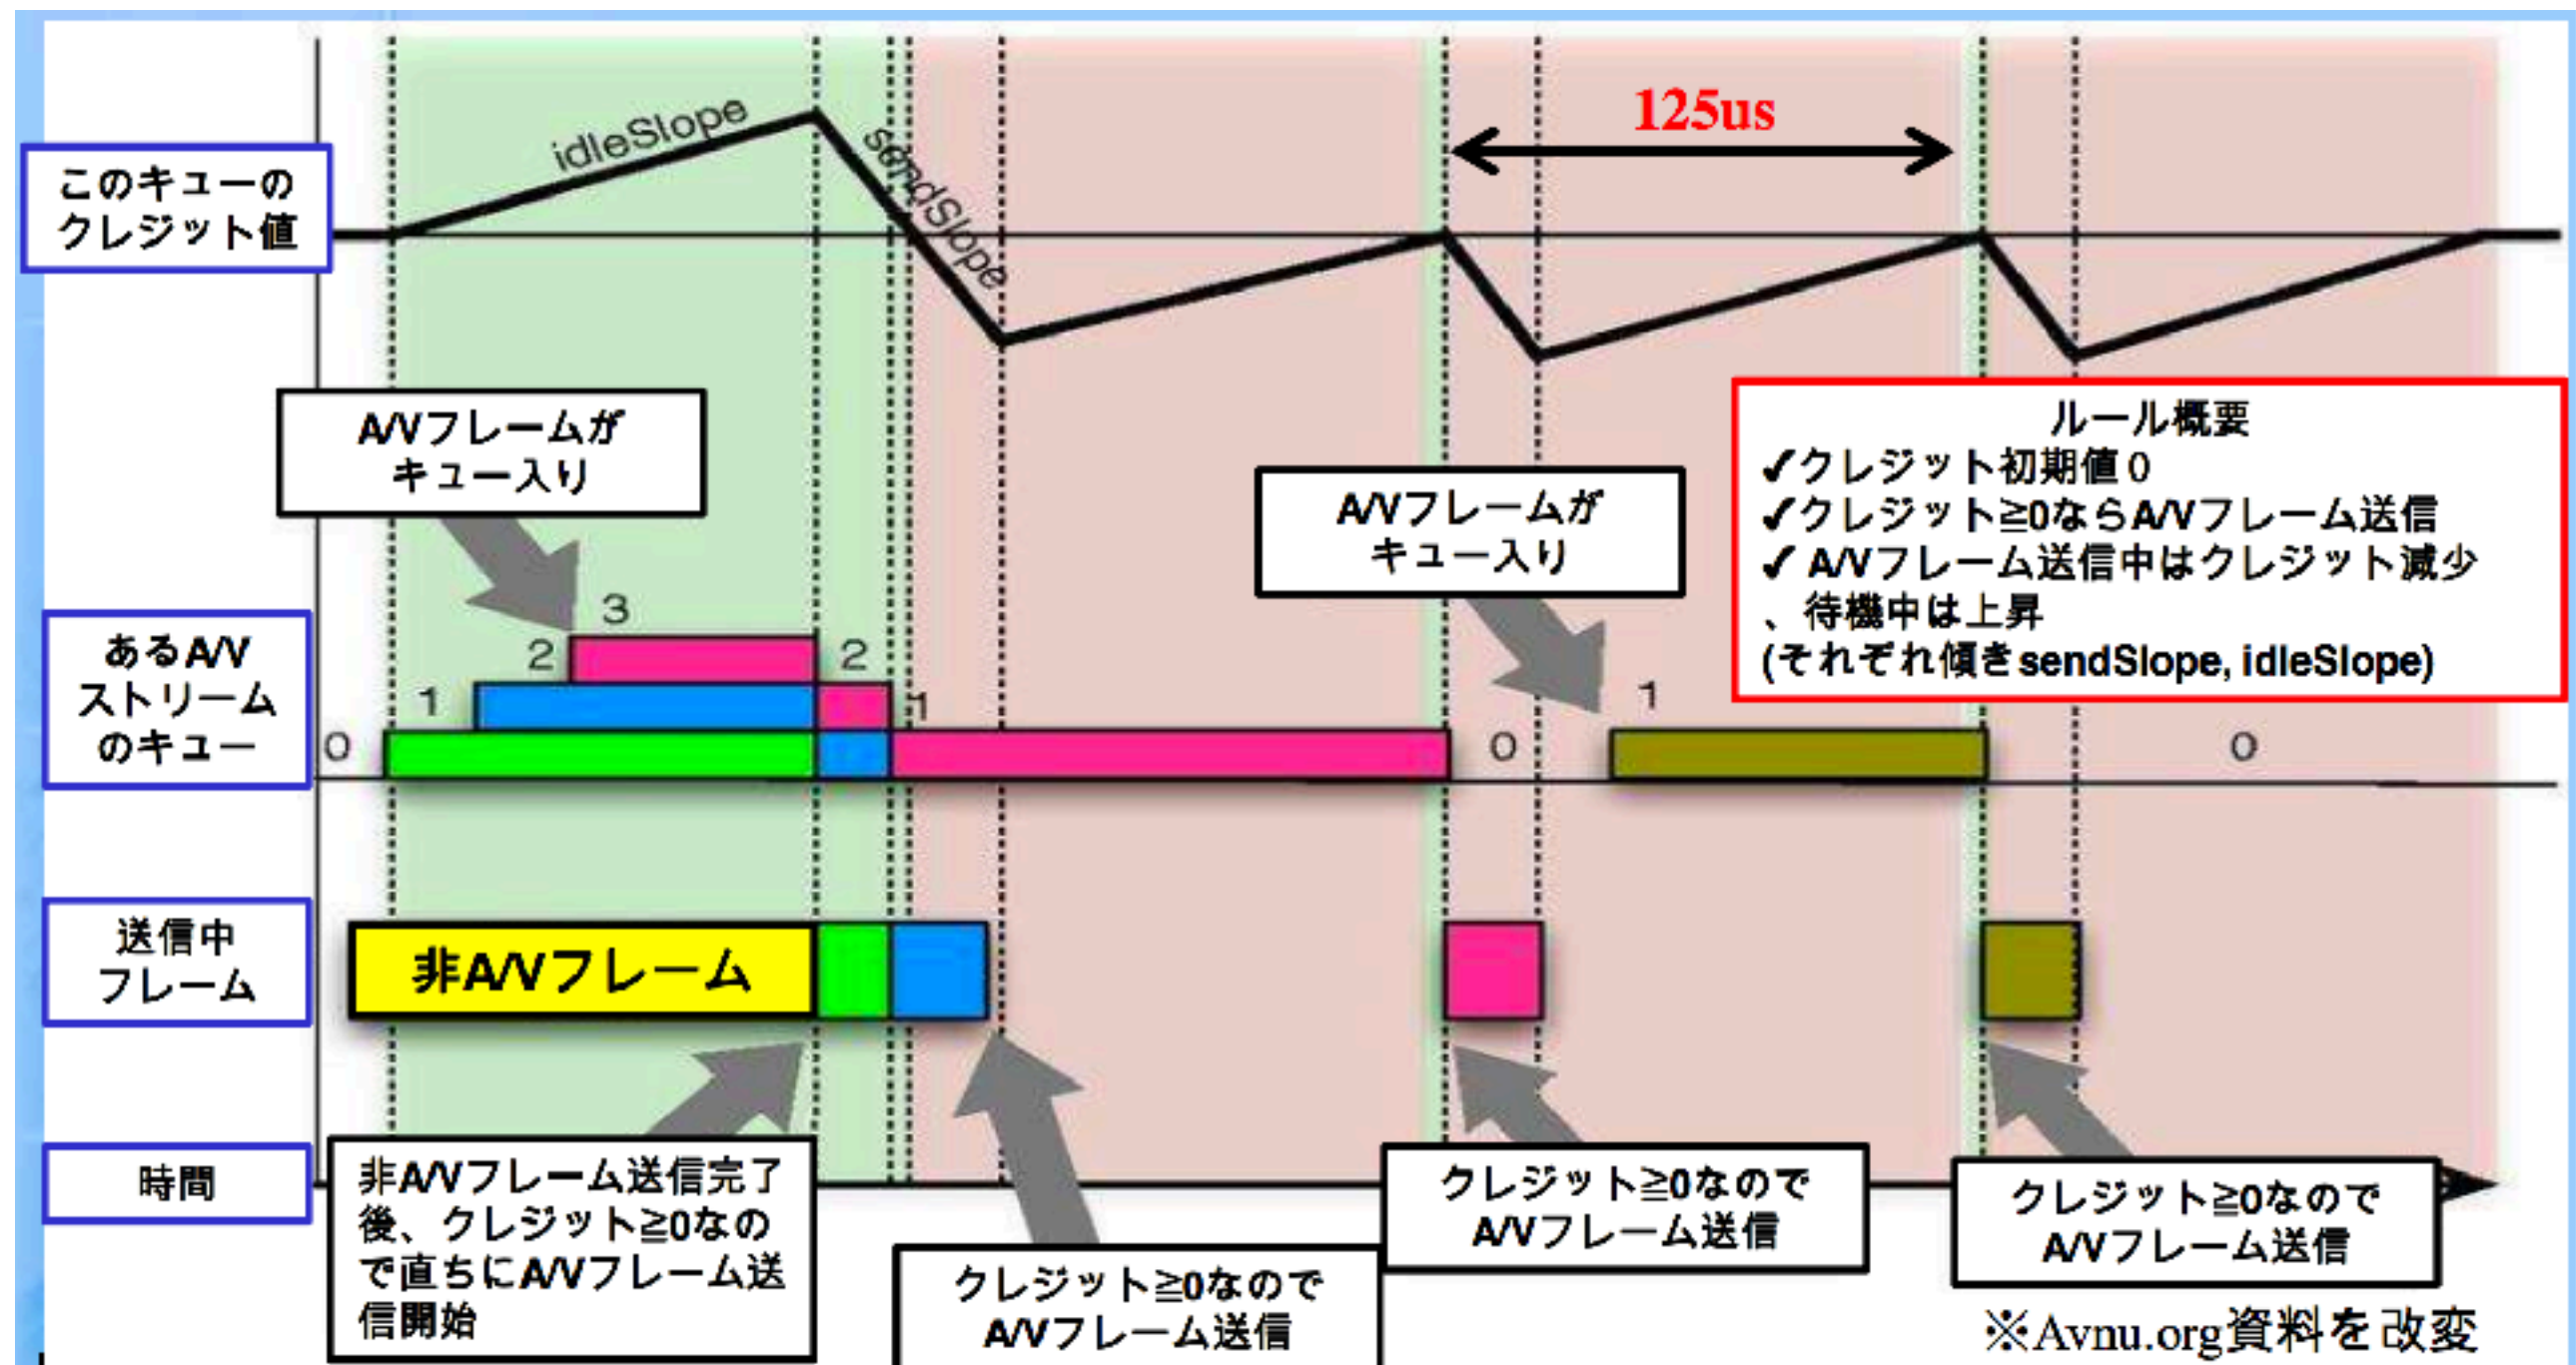 idleSlope
sendSlope
125us
このキューの
クレジット値
A/Vフレームが
キュー入り
A/Vフレームが
キュー入り
ルール概要
✓クレジット初期値0
✓クレジット≧0ならA/Vフレーム送信
✓ A/Vフレーム送信中はクレジット減少
、待機中は上昇
(それぞれ傾きsendSlope, idleSlope)
あるA/V
ストリーム
のキュー
0
1
2
3
2
1
0
1
0
送信中
フレーム
非A/Vフレーム
時間
非A/Vフレーム送信完了
後、クレジット≧0なの
で直ちにA/Vフレーム送
信開始
クレジット≧0なので
A/Vフレーム送信
クレジット≧0なので
A/Vフレーム送信
クレジット≧0なので
A/Vフレーム送信
※Avnu.org資料を改変